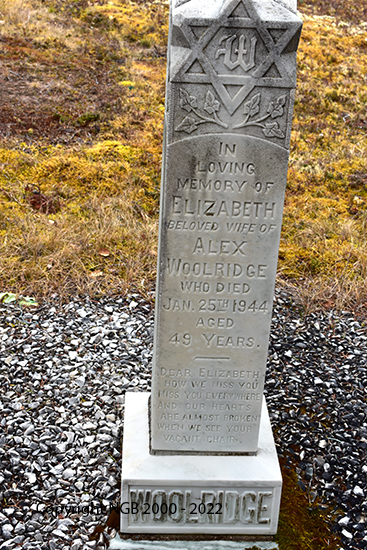 W
IN
LOVING
MEMORY OF
ELIZABETH
BELOVED WIFE OF
ALEX
WOOLRIDGE
WHO DIED
JAN. 25TH 1944
AGED
49 YEARS.
DEAR ELIZABETH
HOW WE MISS YOU
MISS YOU EVERYWHERE
AND OUR HEARTS
ARE ALMOST BROKEN
WHEN WE SEE YOUR
VACANT CHAIR.
WOOLRIDGE
Copyright NGB 2000 - 2022